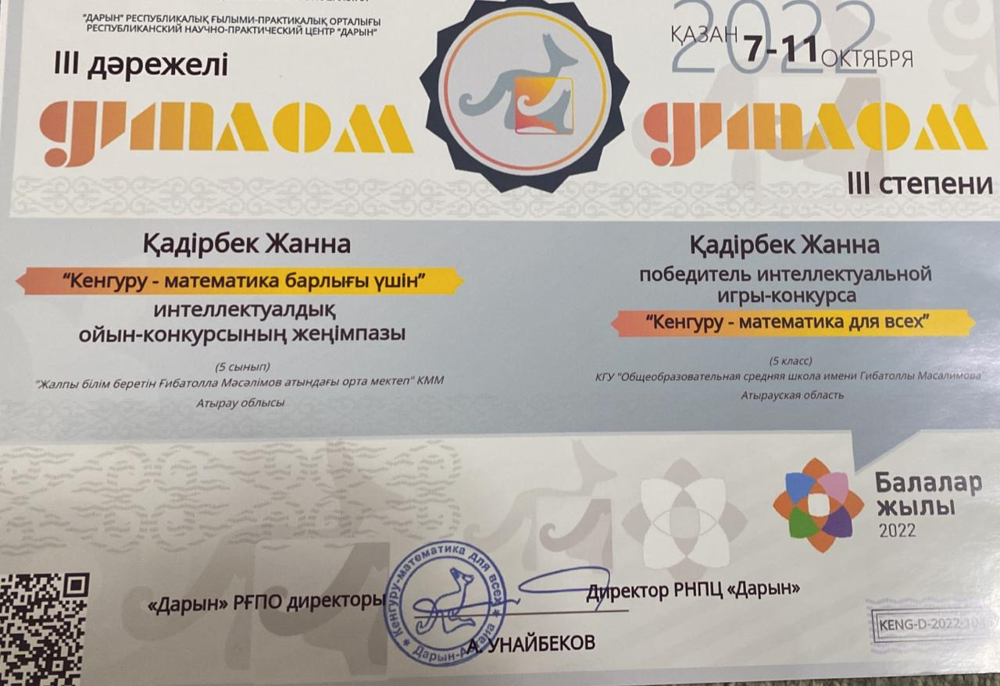 "ДАРЫН" РЕСПУБЛИКАЛЫҚ ҒЫЛЫМИ-ПРАКТИКАЛЫҚ ОРТАЛЫҒЫ
РЕСПУБЛИКАНСКИЙ НАУЧНО-ПРАКТИЧЕСКИЙ ЦЕНТР "ДАРЫН"
2022
ҚАЗАН 7-11 ОКТЯБРЯ
III дәрежелі
ДИПЛОМ
ДИПЛОМ
III степени
Қадірбек Жанна
"Кенгуру - математика барлығы үшін"
интеллектуалдық
ойын-конкурсының жеңімпазы
(5 сынып)
"Жалпы білім беретін Ғибатолла Мәсәлімов атындағы орта мектеп" КММ
Атырау облысы
Қадірбек Жанна
победитель интеллектуальной
игры-конкурса
"Кенгуру - математика для всех"
(5 класс)
КГУ "Общеобразовательная средняя школа имени Гибатоллы Масалимова"
Атырауская область
Балалар
жылы
2022
«Дарын» РҒПО директоры
Кенгуру-математика для всех
Дарын-Астана
Директор РНПЦ «Дарын»
А. УНАЙБЕКОВ
KENG-D-2022